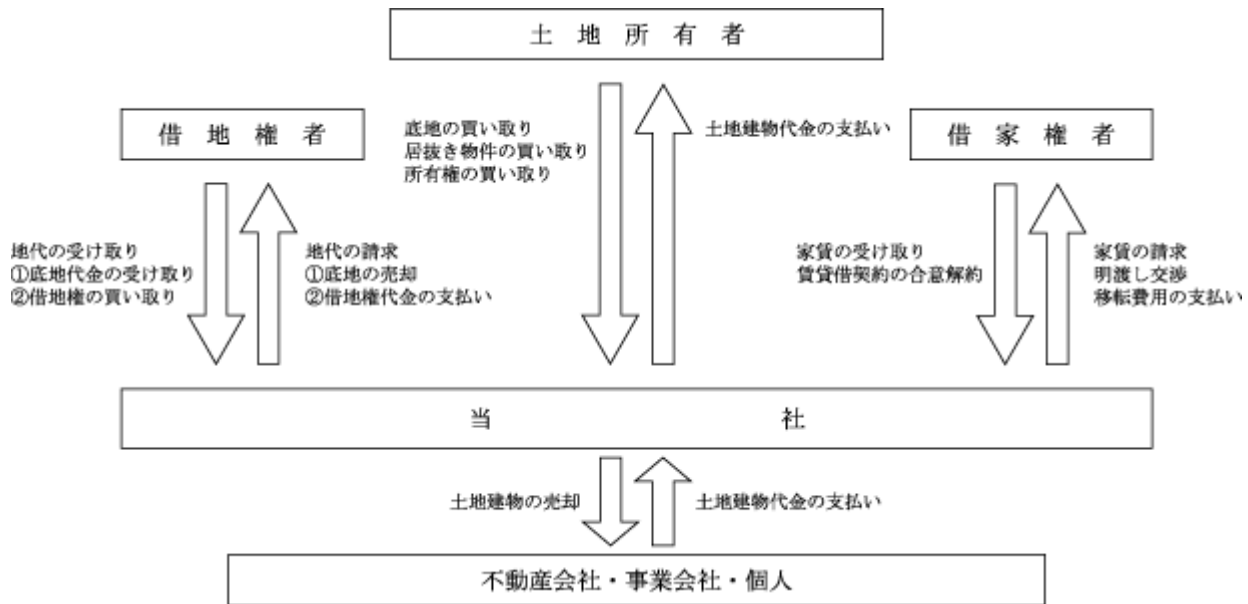 土地所有者
借地権者
底地の買い取り
居抜き物件の買い取り
所有権の買い取り
土地建物代金の支払い
借家権者
地代の受け取り
①底地代金の受け取り
②借地権の買い取り
地代の請求
①底地の売却
②借地権代金の支払い
家賃の受け取り
賃貸借契約の合意解約
家賃の請求
明渡し交渉
移転費用の支払い
当社
土地建物の売却
土地建物代金の支払い
不動産会社・事業会社・個人